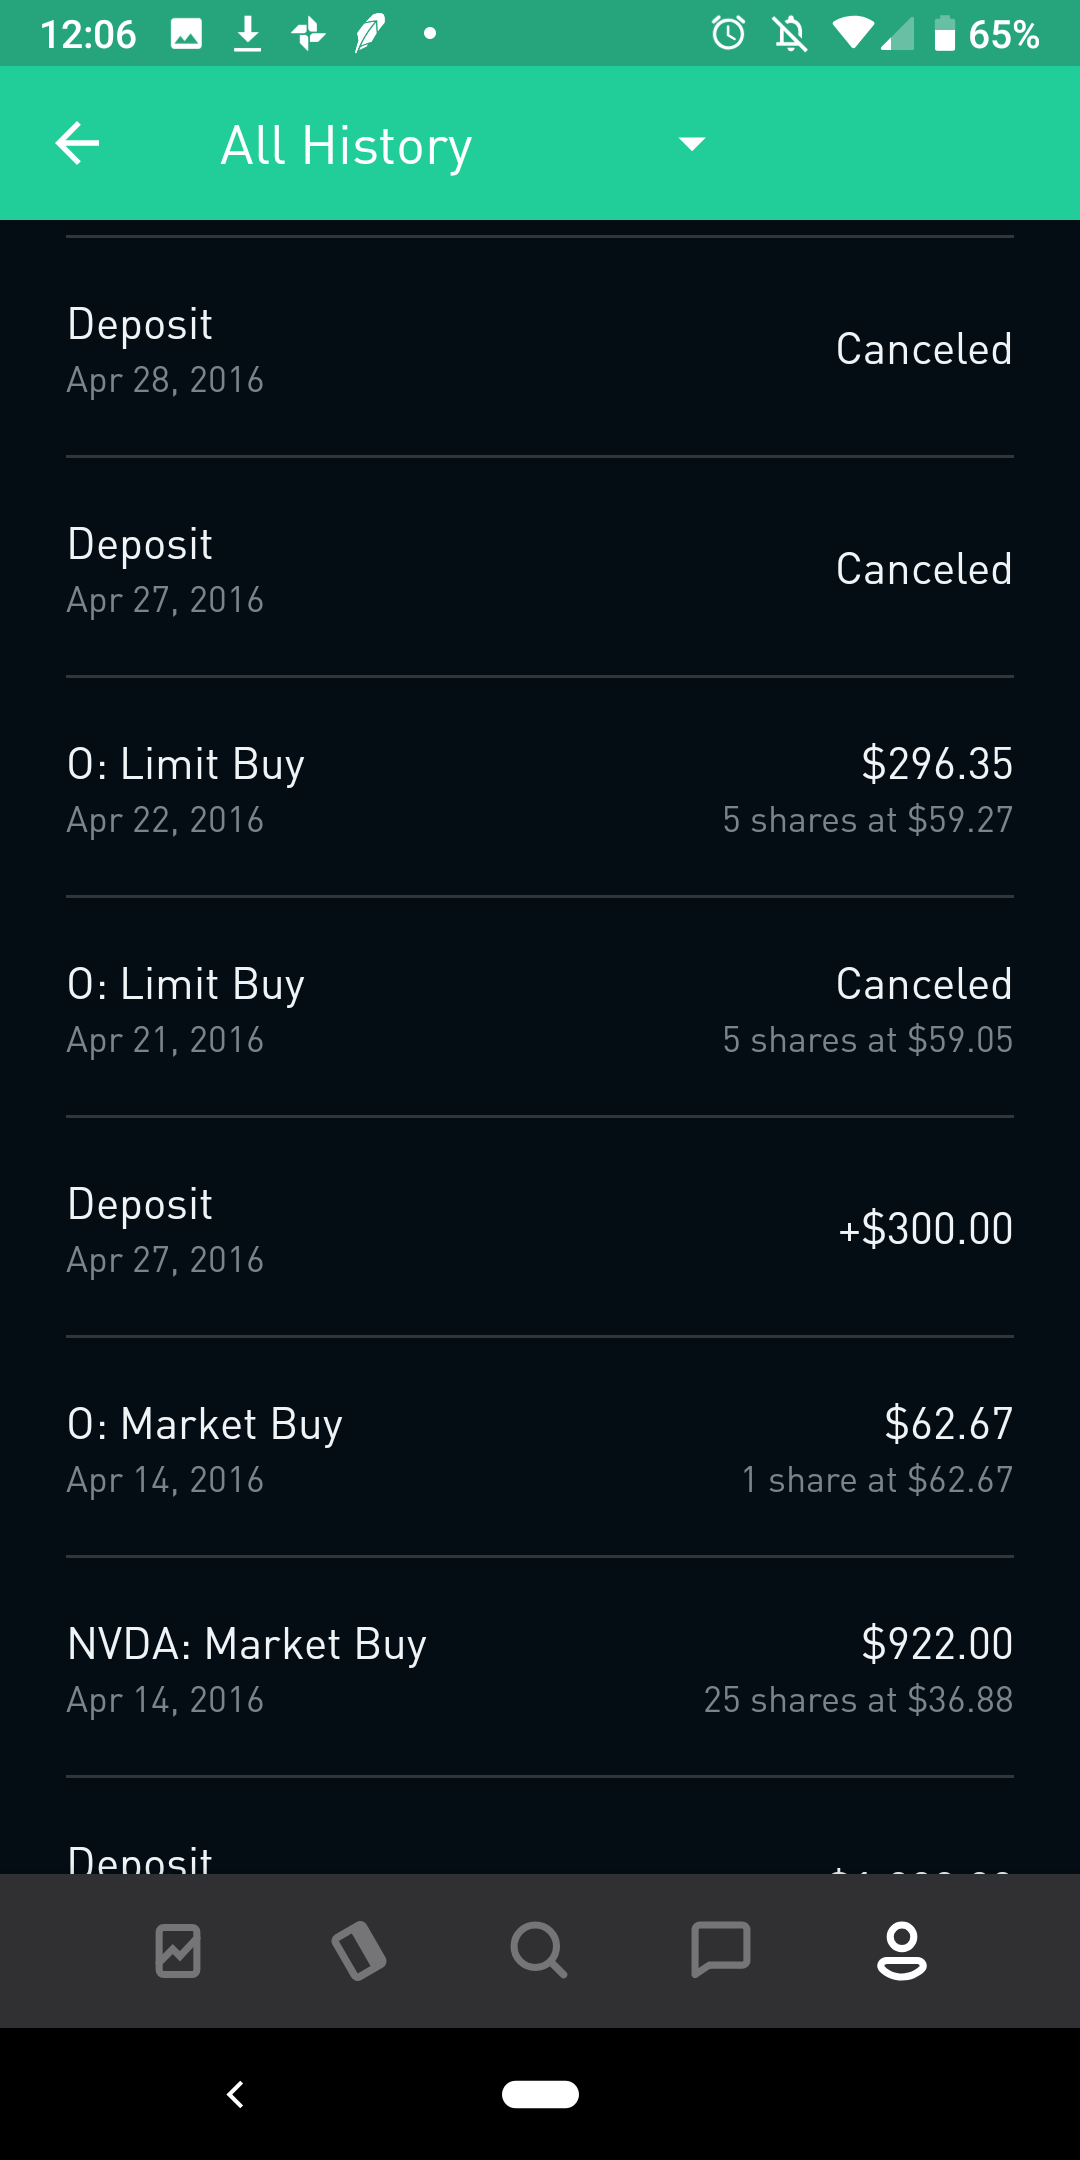 12:06
65%
All History
Deposit
Apr 28, 2016
Canceled
Deposit
Apr 27, 2016
Canceled
O: Limit Buy
$296.35
Apr 22, 2016
5 shares at $59.27
O: Limit Buy
Canceled
Apr 21, 2016
5 shares at $59.05
Deposit
Apr 27, 2016
+$300.00
O: Market Buy
$62.67
Apr 14, 2016
1 share at $62.67
NVDA: Market Buy
$922.00
Apr 14, 2016
25 shares at $36.88
Deposit